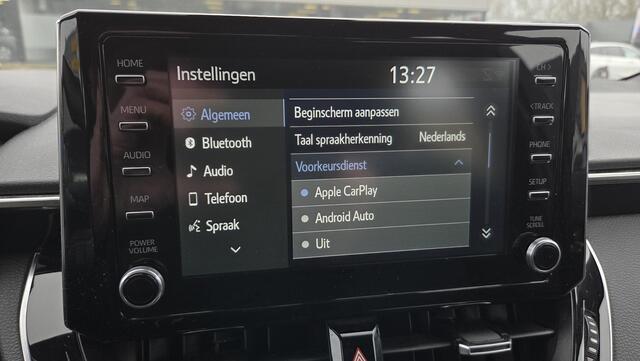 HOME
MENU
AUDIO
MAP
POWER
VOLUME
Instellingen
13:27
Algemeen
Bluetooth
Audio
Telefoon
Spraak
Beginscherm aanpassen
Taal spraakherkenning Nederlands
Voorkeursdienst
Apple CarPlay
Android Auto
Uit
CH >
< TRACK
PHONE
SETUP
TUNE
SCROLL